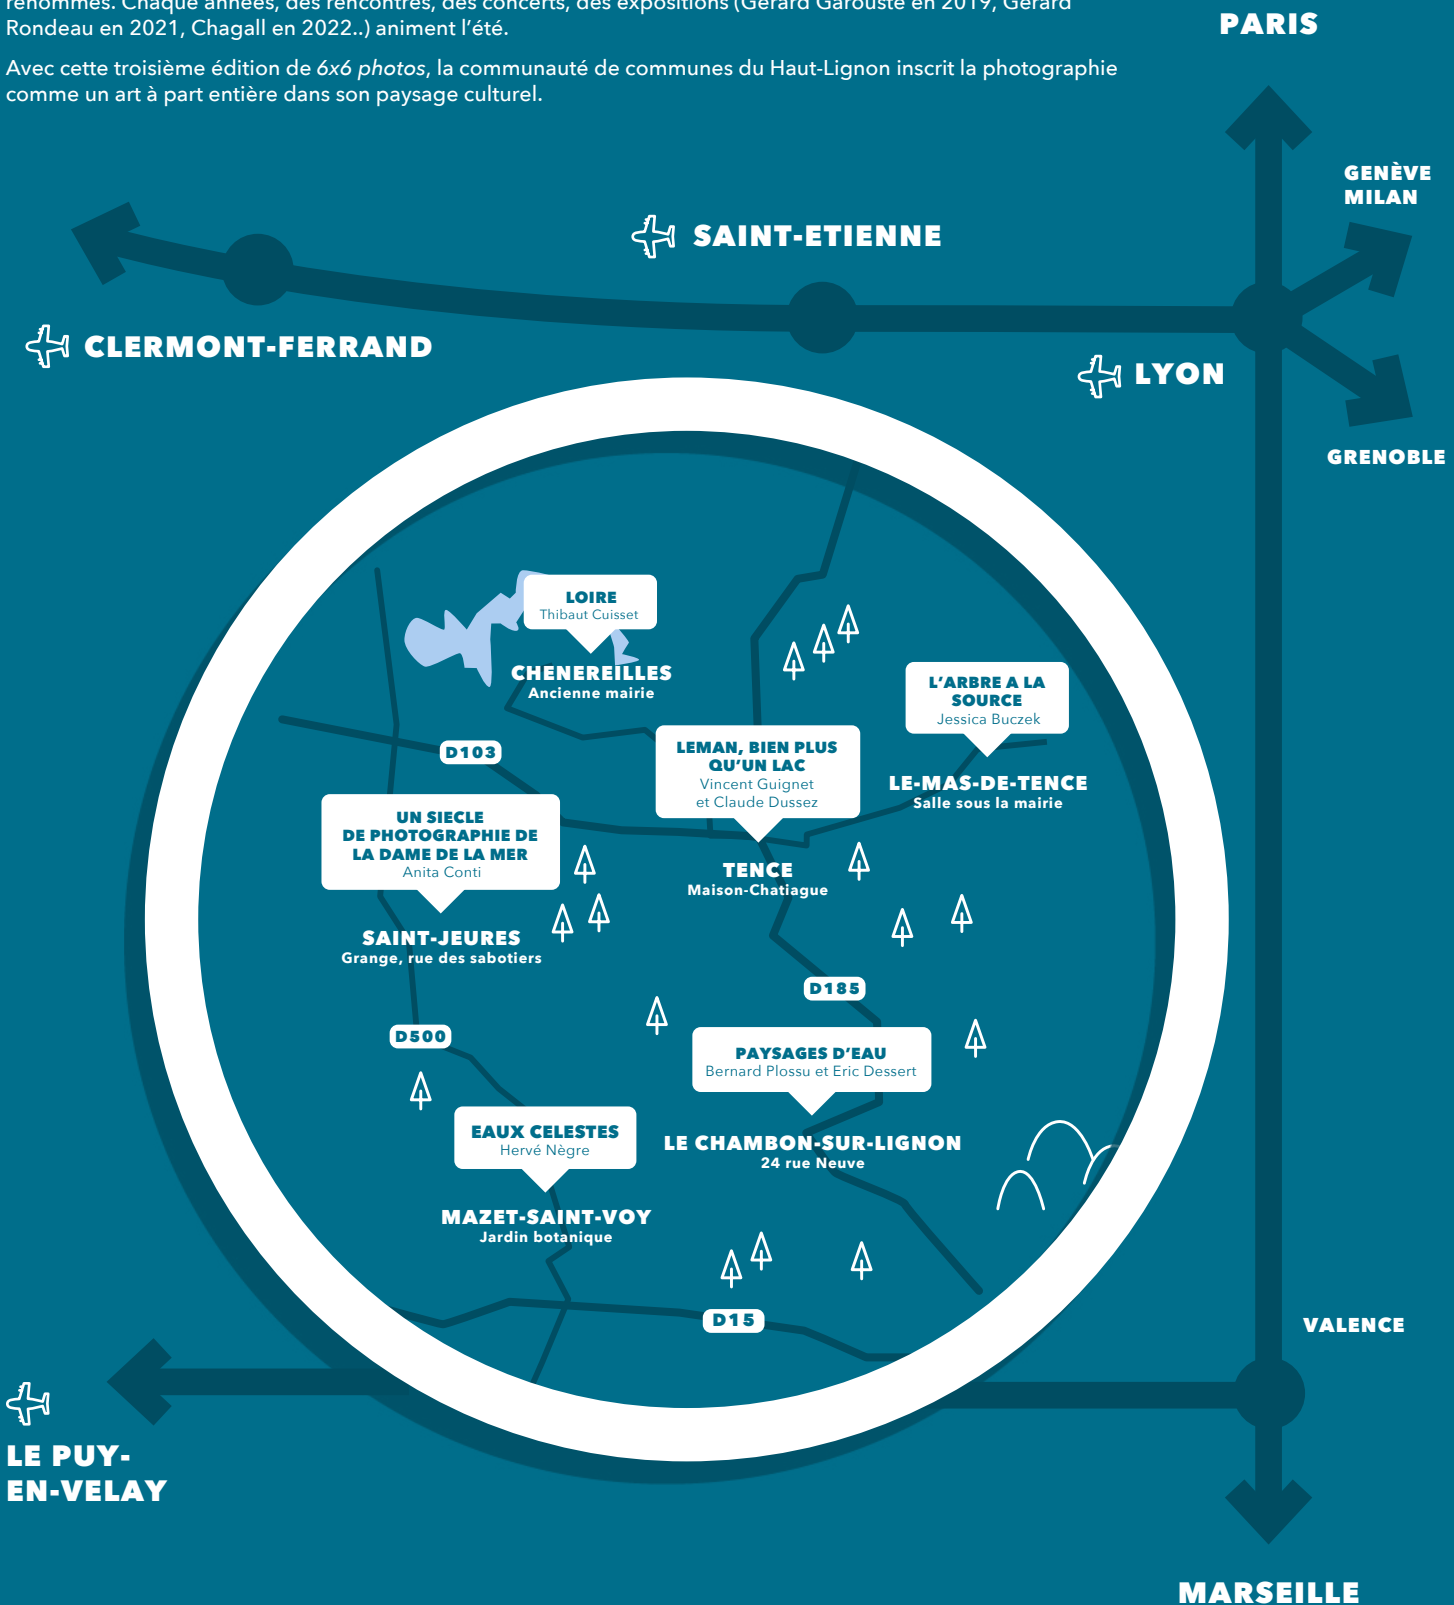 renommés. Chaque années, des rencontres, des concerts, des expositions (Gérard Garouste en 2019, Gérard
Rondeau en 2021, Chagall en 2022..) animent l’été.
Avec cette troisième édition de 6x6 photos, la communauté de communes du Haut-Lignon inscrit la photographie
comme un art à part entière dans son paysage culturel.
PARIS
GENÈVE
MILAN
SAINT-ETIENNE
CLERMONT-FERRAND
LYON
GRENOBLE
LOIRE
Thibaut Cuisset
CHENEREILLES
Ancienne mairie
L’ARBRE A LA
SOURCE
Jessica Buczek
LE-MAS-DE-TENCE
Salle sous la mairie
D103
LEMAN, BIEN PLUS
QU’UN LAC
Vincent Guignet
et Claude Dussez
TENCE
Maison-Chatiague
UN SIECLE
DE PHOTOGRAPHIE DE
LA DAME DE LA MER
Anita Conti
SAINT-JEURES
Grange, rue des sabotiers
D185
D500
PAYSAGES D’EAU
Bernard Plossu et Eric Dessert
LE CHAMBON-SUR-LIGNON
24 rue Neuve
EAUX CELESTES
Hervé Nègre
MAZET-SAINT-VOY
Jardin botanique
D15
VALENCE
LE PUY-
EN-VELAY
MARSEILLE